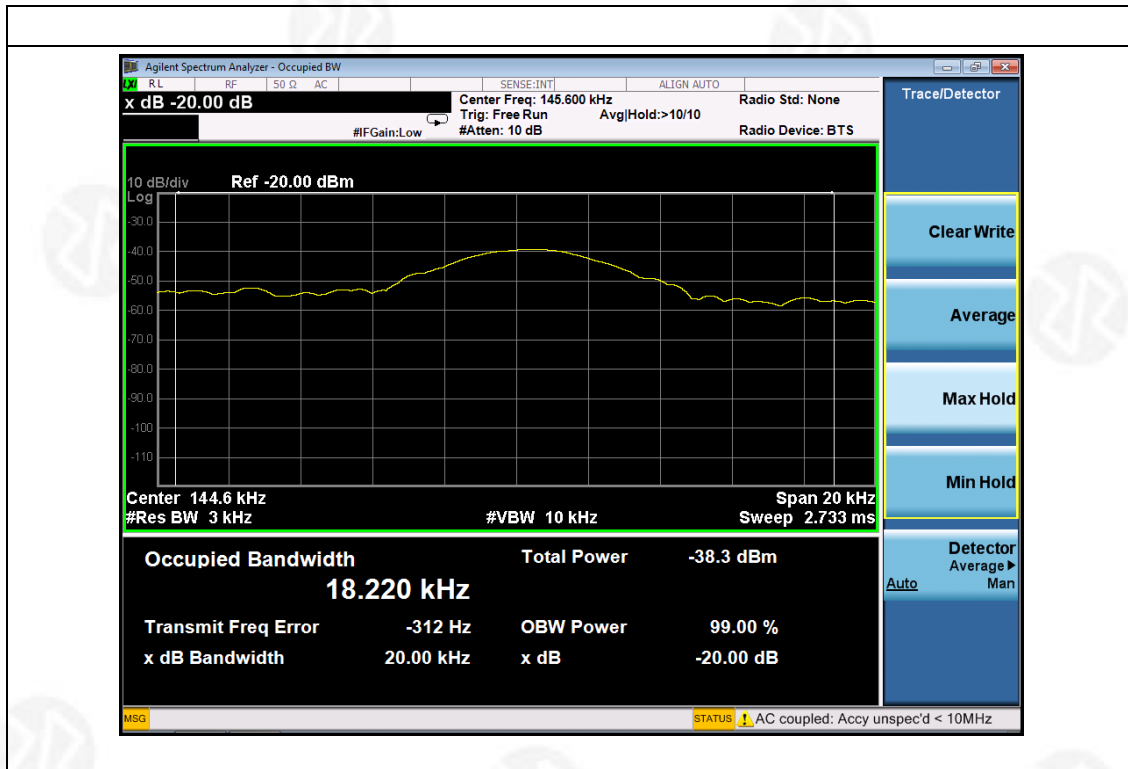 Agilent Spectrum Analyzer - Occupied BW
LXI RL RF 50 Ω AC SENSE:INT ALIGN AUTO
x dB -20.00 dB
Center Freq: 145.600 kHz Radio Std: None
Trig: Free Run Avg|Hold:>10/10
#IFGain:Low #Atten: 10 dB Radio Device: BTS
10 dB/div Ref -20.00 dBm
Log
-30.0
-40.0
-50.0
-60.0
-70.0
-80.0
-90.0
-100
-110
Center 144.6 kHz Span 20 kHz
#Res BW 3 kHz #VBW 10 kHz Sweep 2.733 ms
Occupied Bandwidth Total Power -38.3 dBm
18.220 kHz
Transmit Freq Error -312 Hz OBW Power 99.00 %
x dB Bandwidth 20.00 kHz x dB -20.00 dB
Trace/Detector
Clear Write
Average
Max Hold
Min Hold
Detector
Average
Auto Man
MSG STATUS AC coupled: Accy unspec'd < 10MHz